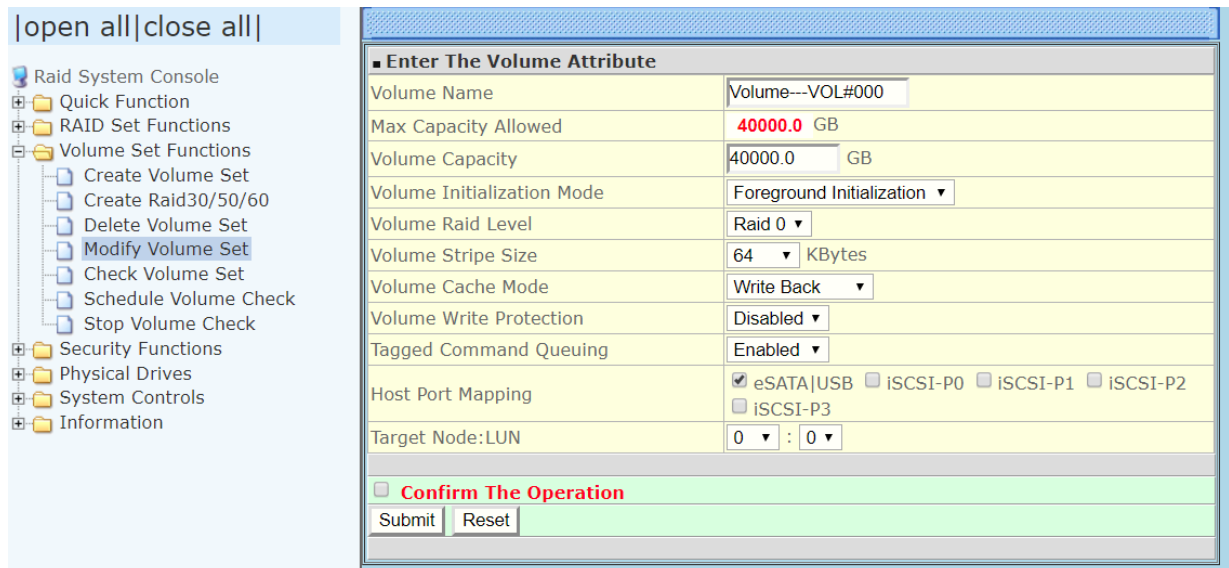 |open all|close all|
Raid System Console
Quick Function
RAID Set Functions
Volume Set Functions
Create Volume Set
Create Raid30/50/60
Delete Volume Set
Modify Volume Set
Check Volume Set
Schedule Volume Check
Stop Volume Check
Security Functions
Physical Drives
System Controls
Information
Enter The Volume Attribute
Volume Name Volume---VOL#000
Max Capacity Allowed 40000.0 GB
Volume Capacity 40000.0 GB
Volume Initialization Mode Foreground Initialization
Volume Raid Level Raid 0
Volume Stripe Size 64 KBytes
Volume Cache Mode Write Back
Volume Write Protection Disabled
Tagged Command Queuing Enabled
Host Port Mapping eSATA|USB iSCSI-P0 iSCSI-P1 iSCSI-P2
iSCSI-P3
Target Node:LUN 0 : 0
Confirm The Operation
Submit Reset